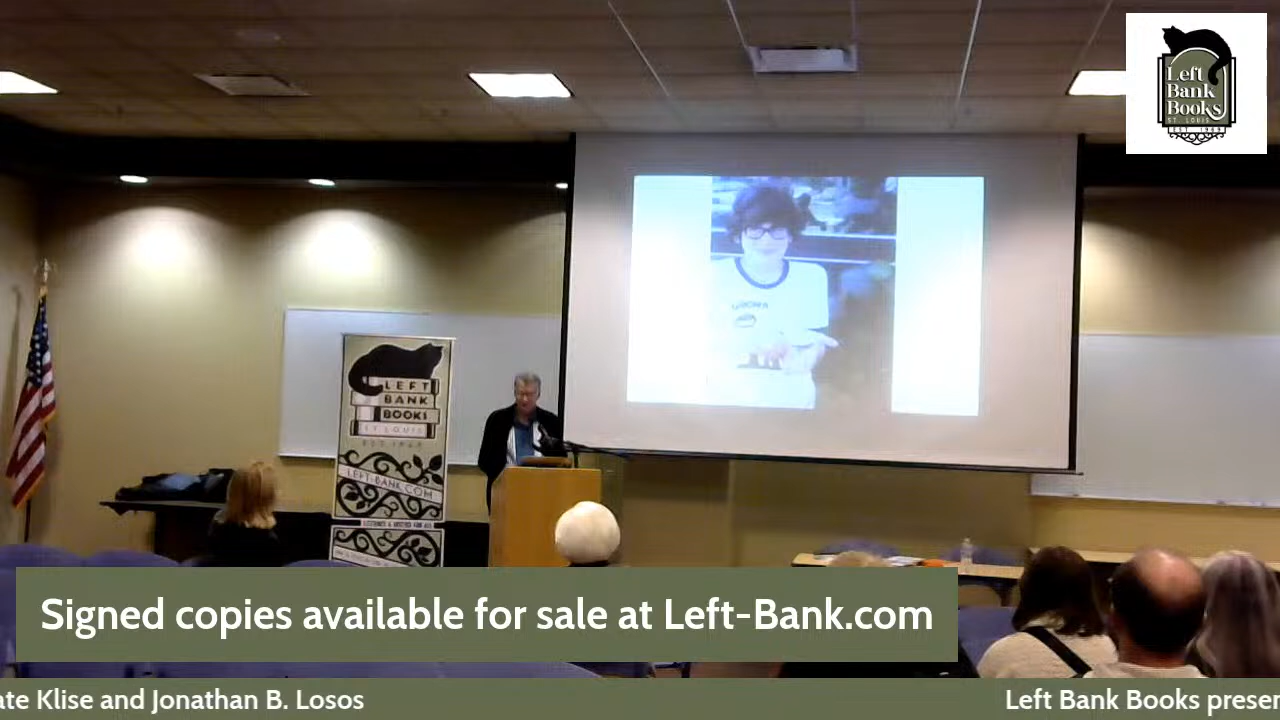 Left
Bank
Books
ST. LOUIS
EST. 1969
LEFT
BANK
BOOKS
ST. LOUIS
EST. 1969
LEFT-BANK.COM
Signed copies available for sale at Left-Bank.com
ate Klise and Jonathan B. Losos
Left Bank Books presen